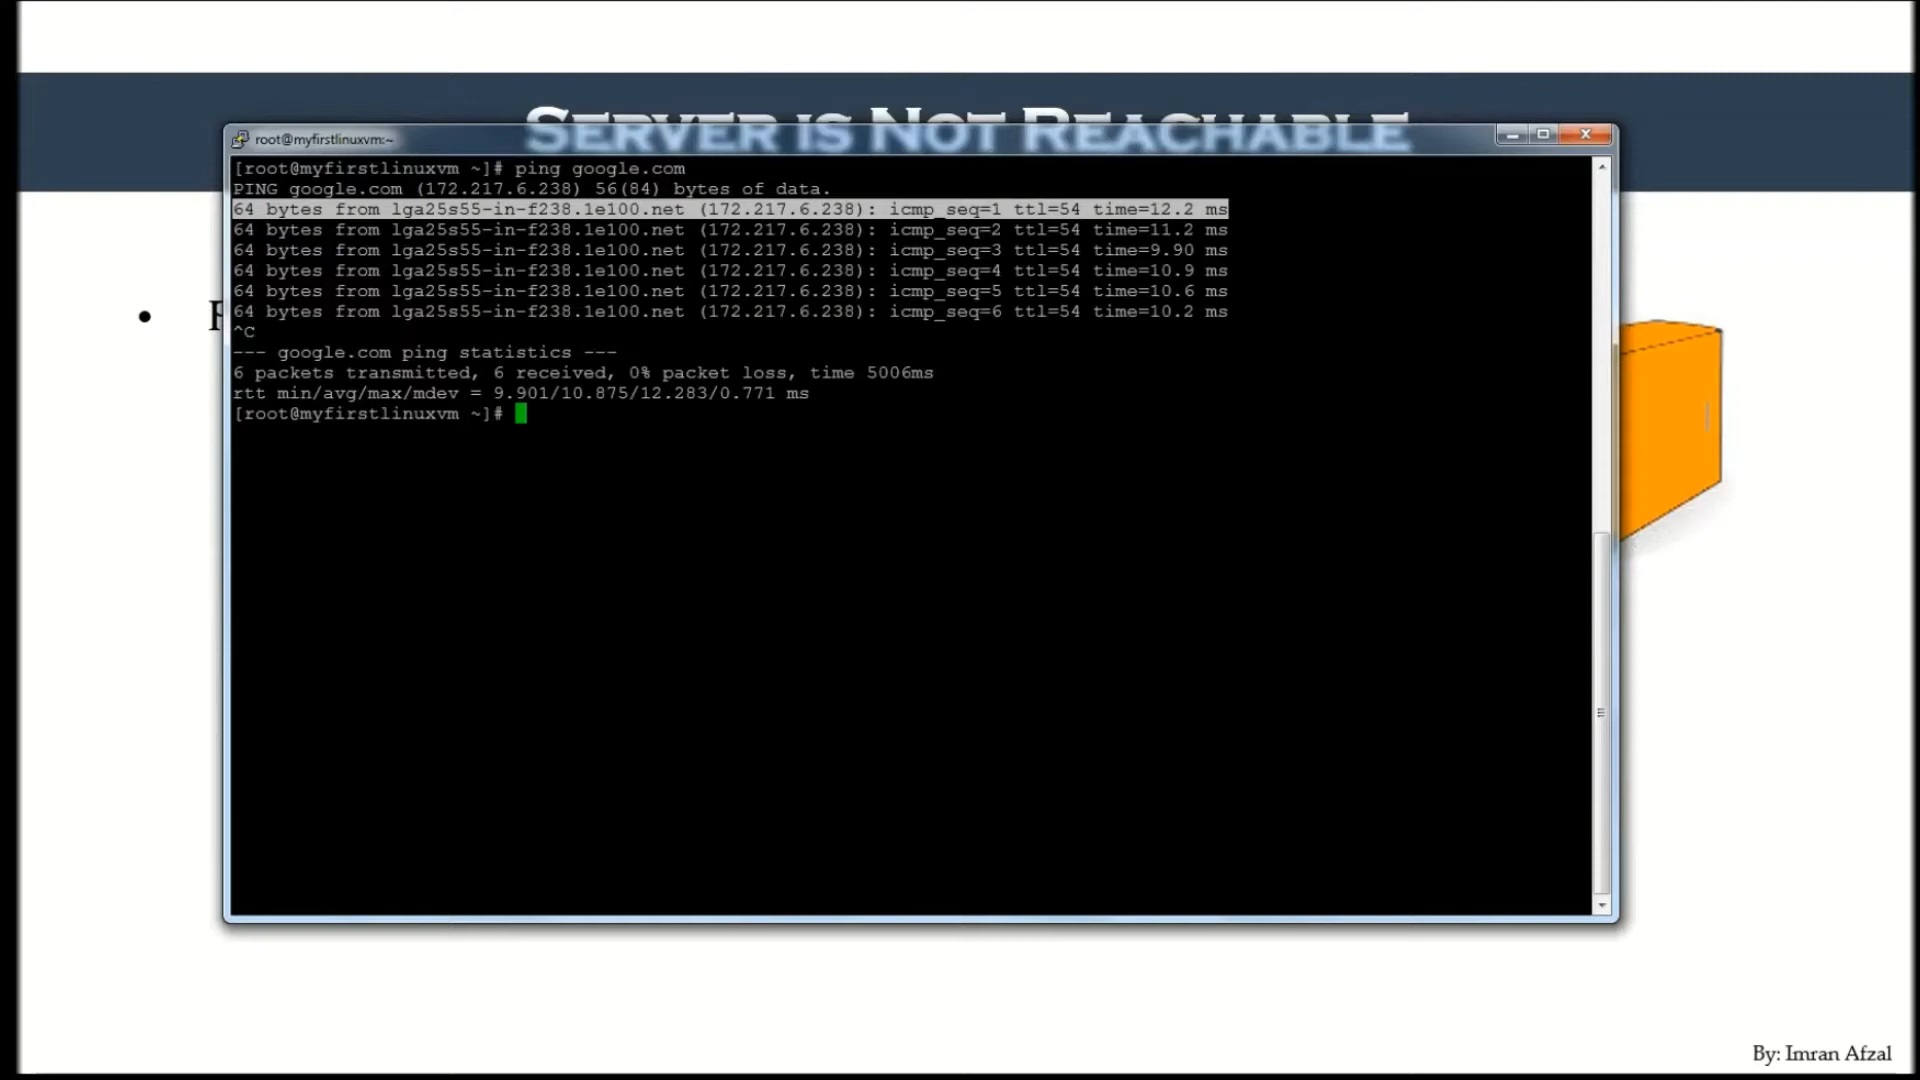 SERVER IS NOT REACHABLE
root@myfirstlinuxvm:~
[root@myfirstlinuxvm ~]# ping google.com
PING google.com (172.217.6.238) 56(84) bytes of data.
64 bytes from lga25s55-in-f238.1e100.net (172.217.6.238): icmp_seq=1 ttl=54 time=12.2 ms
64 bytes from lga25s55-in-f238.1e100.net (172.217.6.238): icmp_seq=2 ttl=54 time=11.2 ms
64 bytes from lga25s55-in-f238.1e100.net (172.217.6.238): icmp_seq=3 ttl=54 time=9.90 ms
64 bytes from lga25s55-in-f238.1e100.net (172.217.6.238): icmp_seq=4 ttl=54 time=10.9 ms
64 bytes from lga25s55-in-f238.1e100.net (172.217.6.238): icmp_seq=5 ttl=54 time=10.6 ms
64 bytes from lga25s55-in-f238.1e100.net (172.217.6.238): icmp_seq=6 ttl=54 time=10.2 ms
^C
--- google.com ping statistics ---
6 packets transmitted, 6 received, 0% packet loss, time 5006ms
rtt min/avg/max/mdev = 9.901/10.875/12.283/0.771 ms
[root@myfirstlinuxvm ~]#
By: Imran Afzal